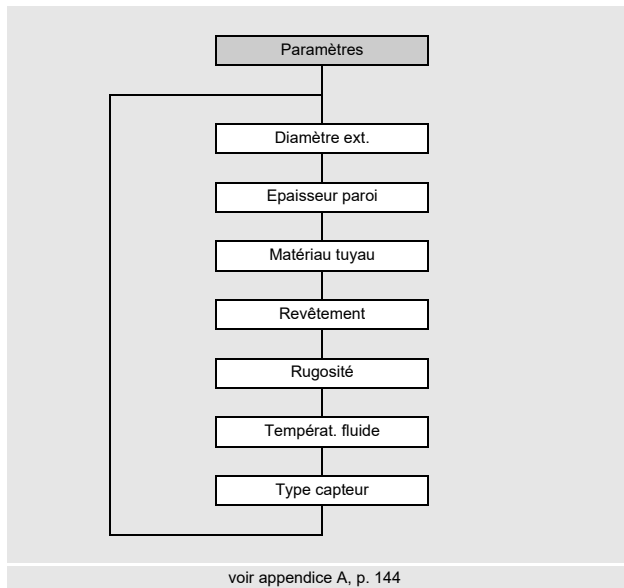 Paramètres
Diamètre ext.
Epaisseur paroi
Matériau tuyau
Revêtement
Rugosité
Températ. fluide
Type capteur
voir appendice A, p. 144